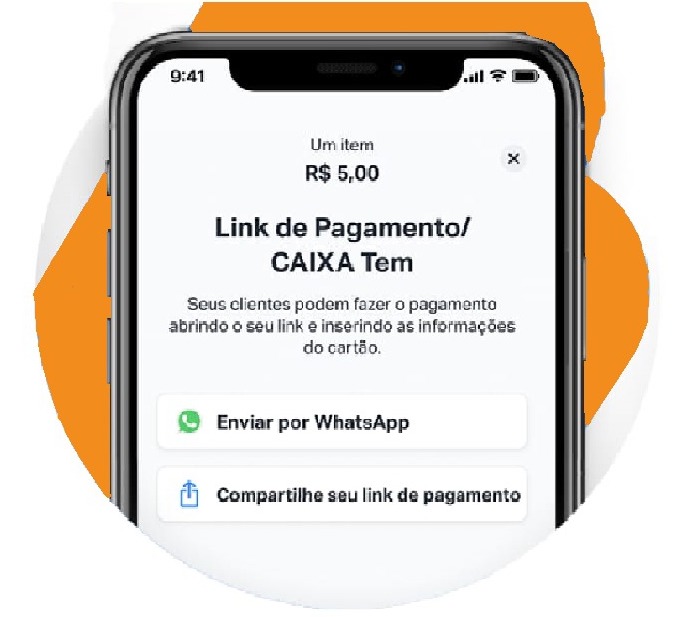 9:41
Um item
R$ 5,00
Link de Pagamento/
CAIXA Tem
Seus clientes podem fazer o pagamento
abrindo o seu link e inserindo as informações
do cartão.
Enviar por WhatsApp
Compartilhe seu link de pagamento